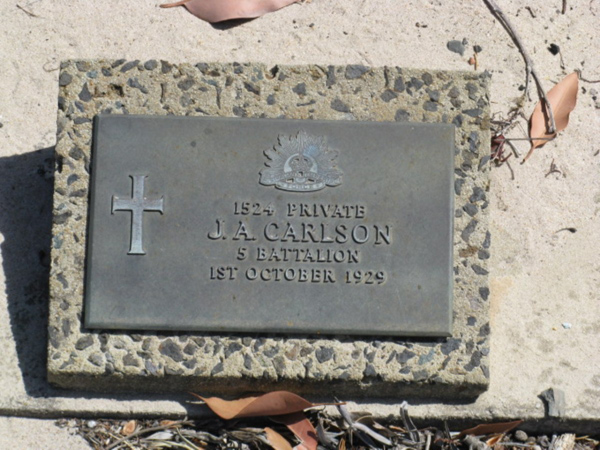 1524 PRIVATE
J. A. CARLSON
5 BATTALION
1ST OCTOBER 1929